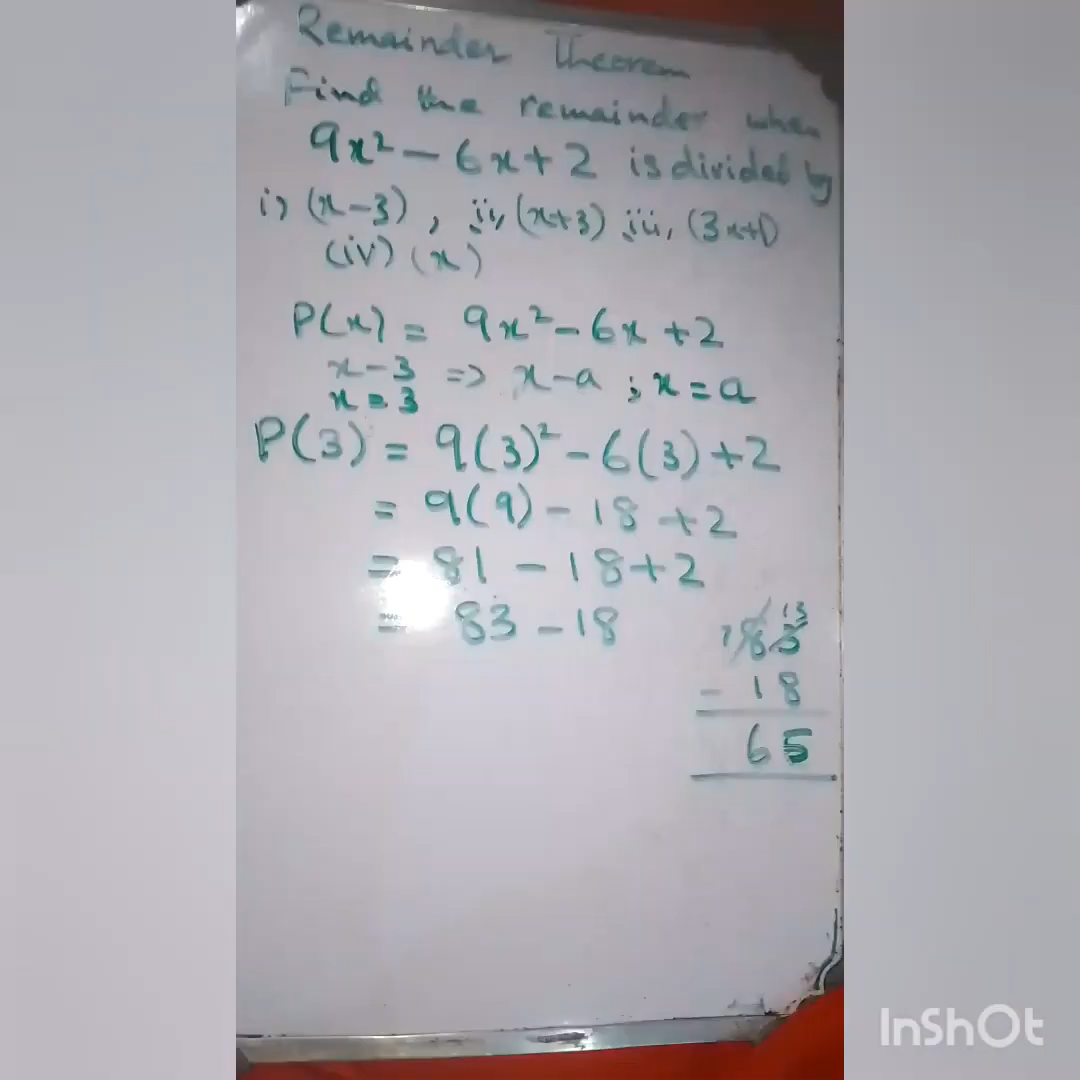 Remainder Theorem
Find the remainder when
9x² - 6x + 2 is divided by
i, (x-3), ii, (x+3) iii, (3x+1)
(iv) (x)
P(x) = 9x² - 6x + 2
x-3 => x-a ; x = a
x = 3
P(3) = 9(3)² - 6(3) + 2
= 9(9) - 18 + 2
= 81 - 18 + 2
= 83 - 18
13
7 83
- 18
65
InShOt